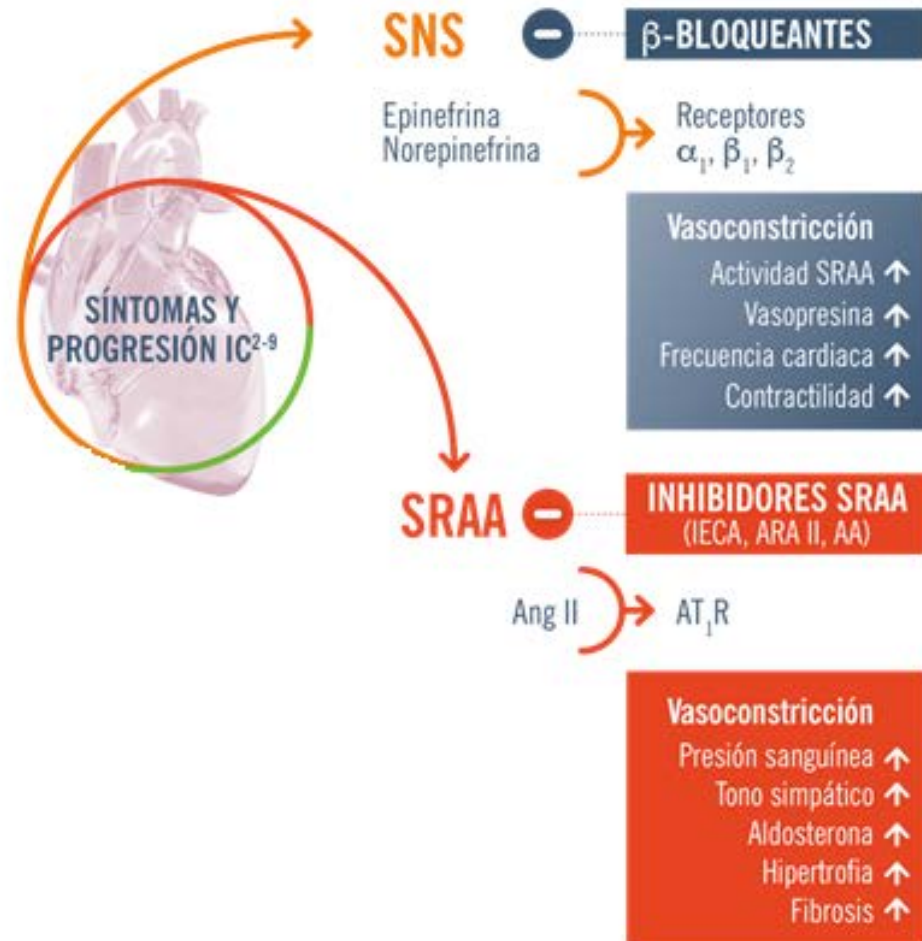 SNS
β-BLOQUEANTES
Epinefrina
Norepinefrina
Receptores
α₁, β₁, β₂
Vasoconstricción
Actividad SRAA ↑
Vasopresina ↑
Frecuencia cardiaca ↑
Contractilidad ↑
SÍNTOMAS Y
PROGRESIÓN IC²⁻⁹
SRAA
INHIBIDORES SRAA
(IECA, ARA II, AA)
Ang II
AT₁R
Vasoconstricción
Presión sanguínea ↑
Tono simpático ↑
Aldosterona ↑
Hipertrofia ↑
Fibrosis ↑